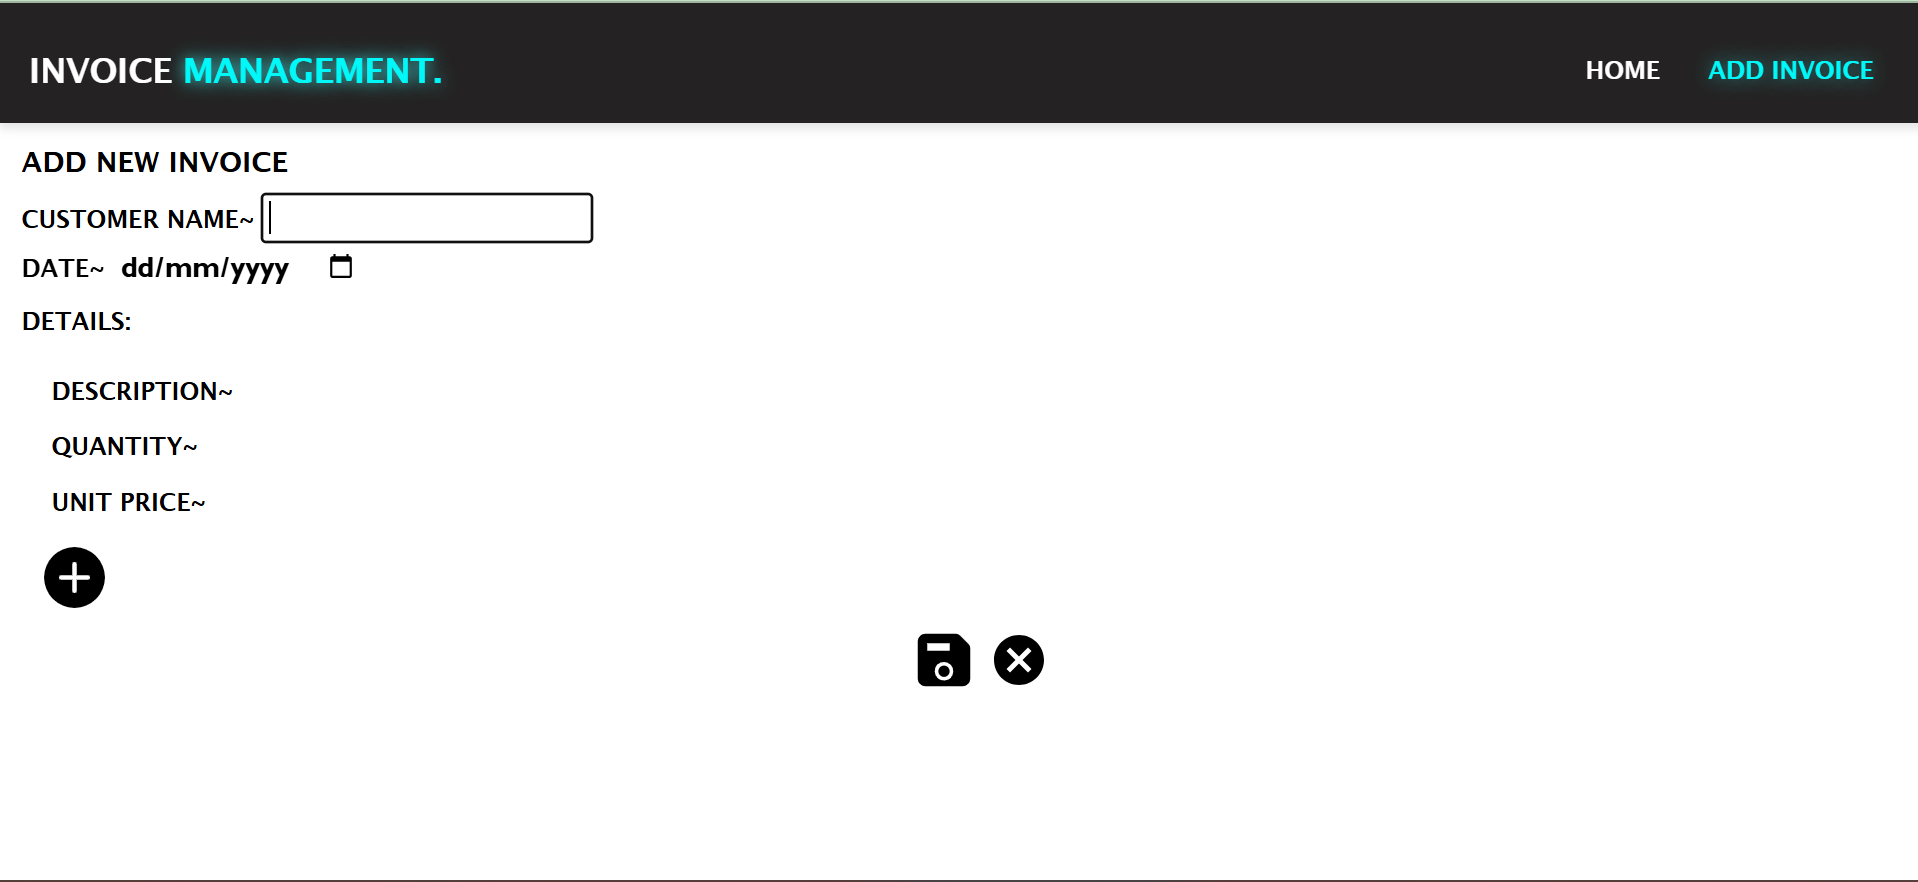 INVOICE MANAGEMENT.
HOME
ADD INVOICE
ADD NEW INVOICE
CUSTOMER NAME~
DATE~ dd/mm/yyyy
DETAILS:
DESCRIPTION~
QUANTITY~
UNIT PRICE~